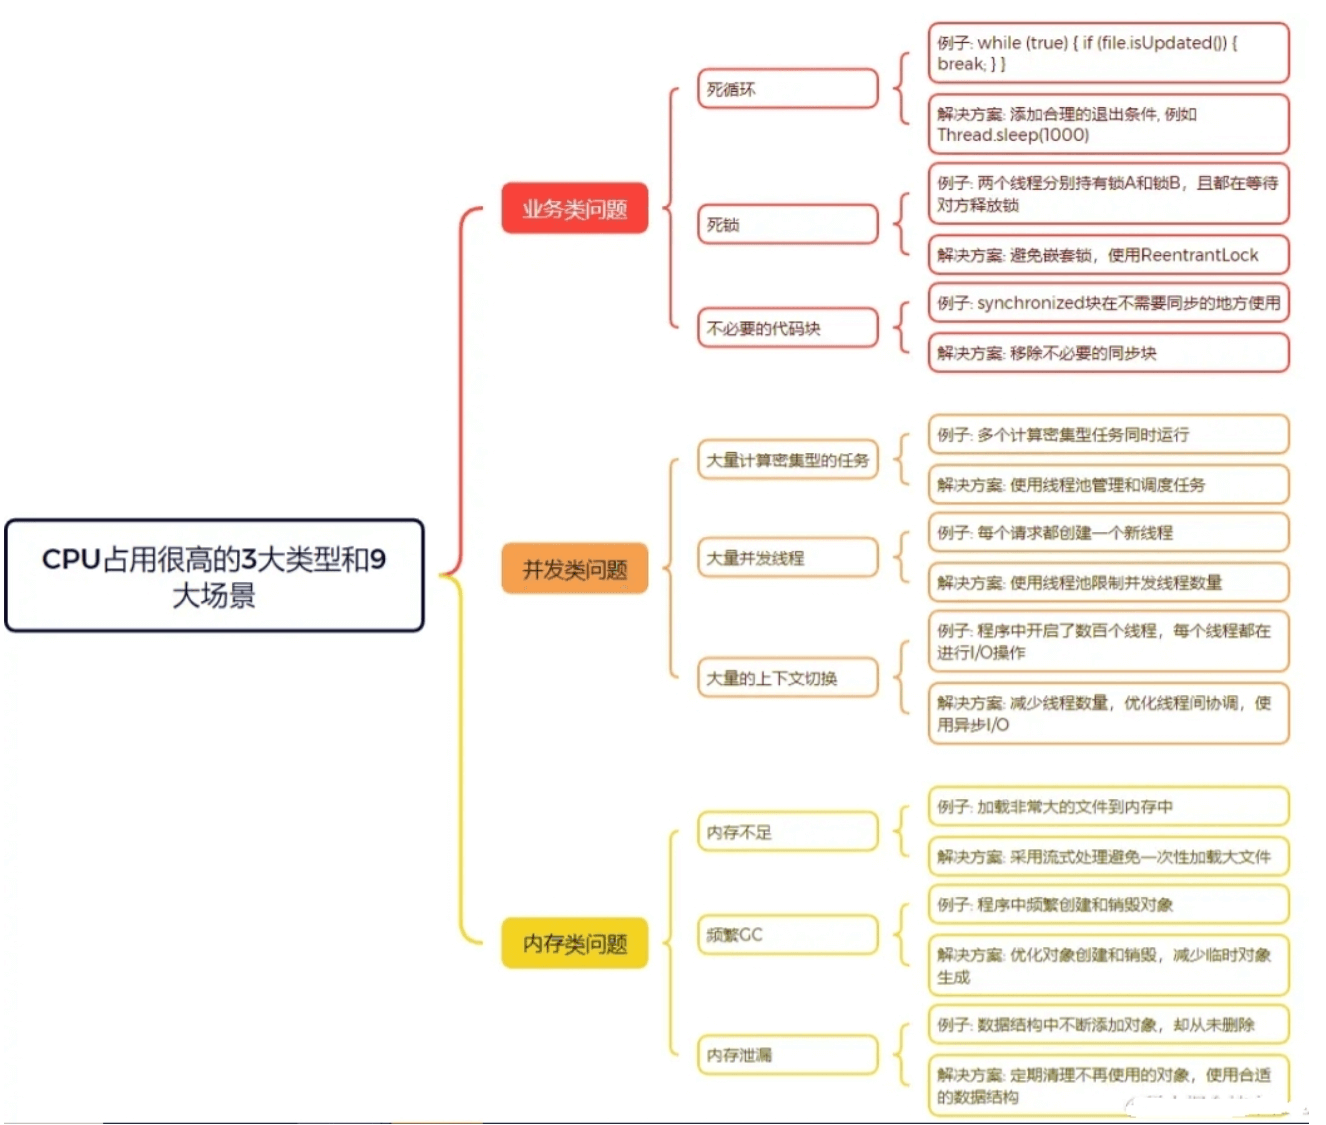 CPU占用很高的3大类型和9
大场景
业务类问题
死循环
例子: while (true) { if (file.isUpdated()) {
break; } }
解决方案: 添加合理的退出条件, 例如
Thread.sleep(1000)
死锁
例子: 两个线程分别持有锁A和锁B，且都在等待
对方释放锁
解决方案: 避免嵌套锁，使用ReentrantLock
不必要的代码块
例子: synchronized块在不需要同步的地方使用
解决方案: 移除不必要的同步块
并发类问题
大量计算密集型的任务
例子: 多个计算密集型任务同时运行
解决方案: 使用线程池管理和调度任务
大量并发线程
例子: 每个请求都创建一个新线程
解决方案: 使用线程池限制并发线程数量
大量的上下文切换
例子: 程序中开启了数百个线程，每个线程都在
进行I/O操作
解决方案: 减少线程数量，优化线程间协调，使
用异步I/O
内存类问题
内存不足
例子: 加载非常大的文件到内存中
解决方案: 采用流式处理避免一次性加载大文件
频繁GC
例子: 程序中频繁创建和销毁对象
解决方案: 优化对象创建和销毁，减少临时对象
生成
内存泄漏
例子: 数据结构中不断添加对象，却从未删除
解决方案: 定期清理不再使用的对象，使用合适
的数据结构